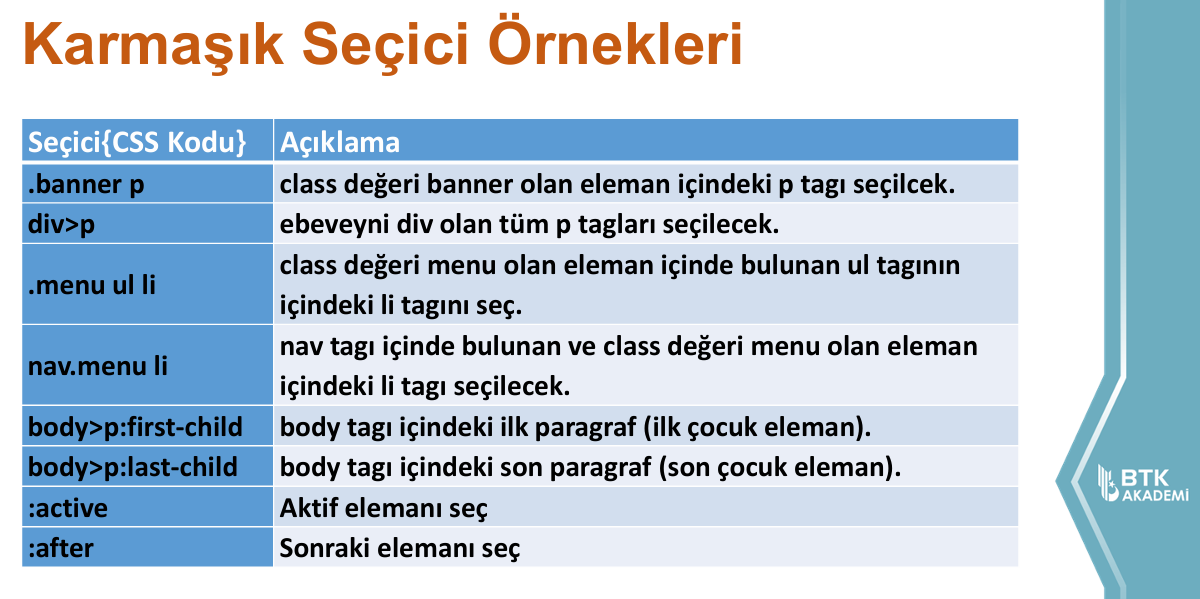 Karmaşık Seçici Örnekleri
Seçici{CSS Kodu} Açıklama
.banner p class değeri banner olan eleman içindeki p tagı seçilcek.
div>p ebeveyni div olan tüm p tagları seçilecek.
.menu ul li class değeri menu olan eleman içinde bulunan ul tagının
içindeki li tagını seç.
nav.menu li nav tagı içinde bulunan ve class değeri menu olan eleman
içindeki li tagı seçilecek.
body>p:first-child body tagı içindeki ilk paragraf (ilk çocuk eleman).
body>p:last-child body tagı içindeki son paragraf (son çocuk eleman).
:active Aktif elemanı seç
:after Sonraki elemanı seç
BTK
AKADEMİ